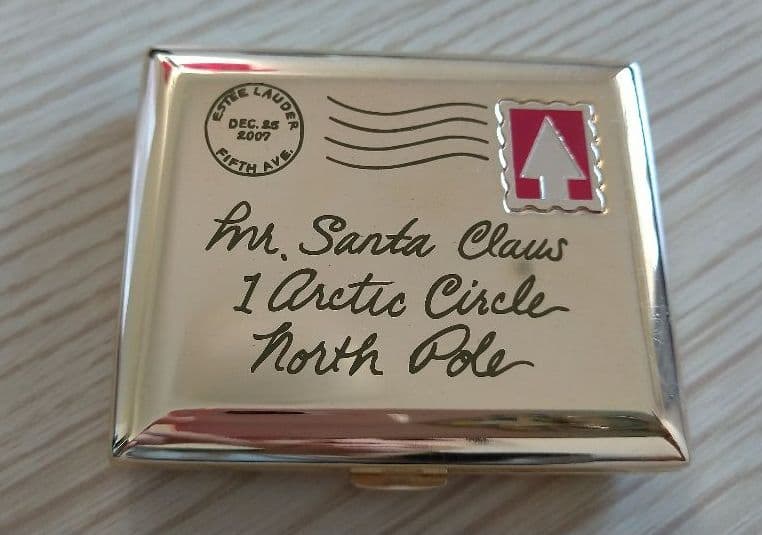 ESTEE LAUDER
DEC. 25
2007
FIFTH AVE.
Mr. Santa Claus
1 Arctic Circle
North Pole